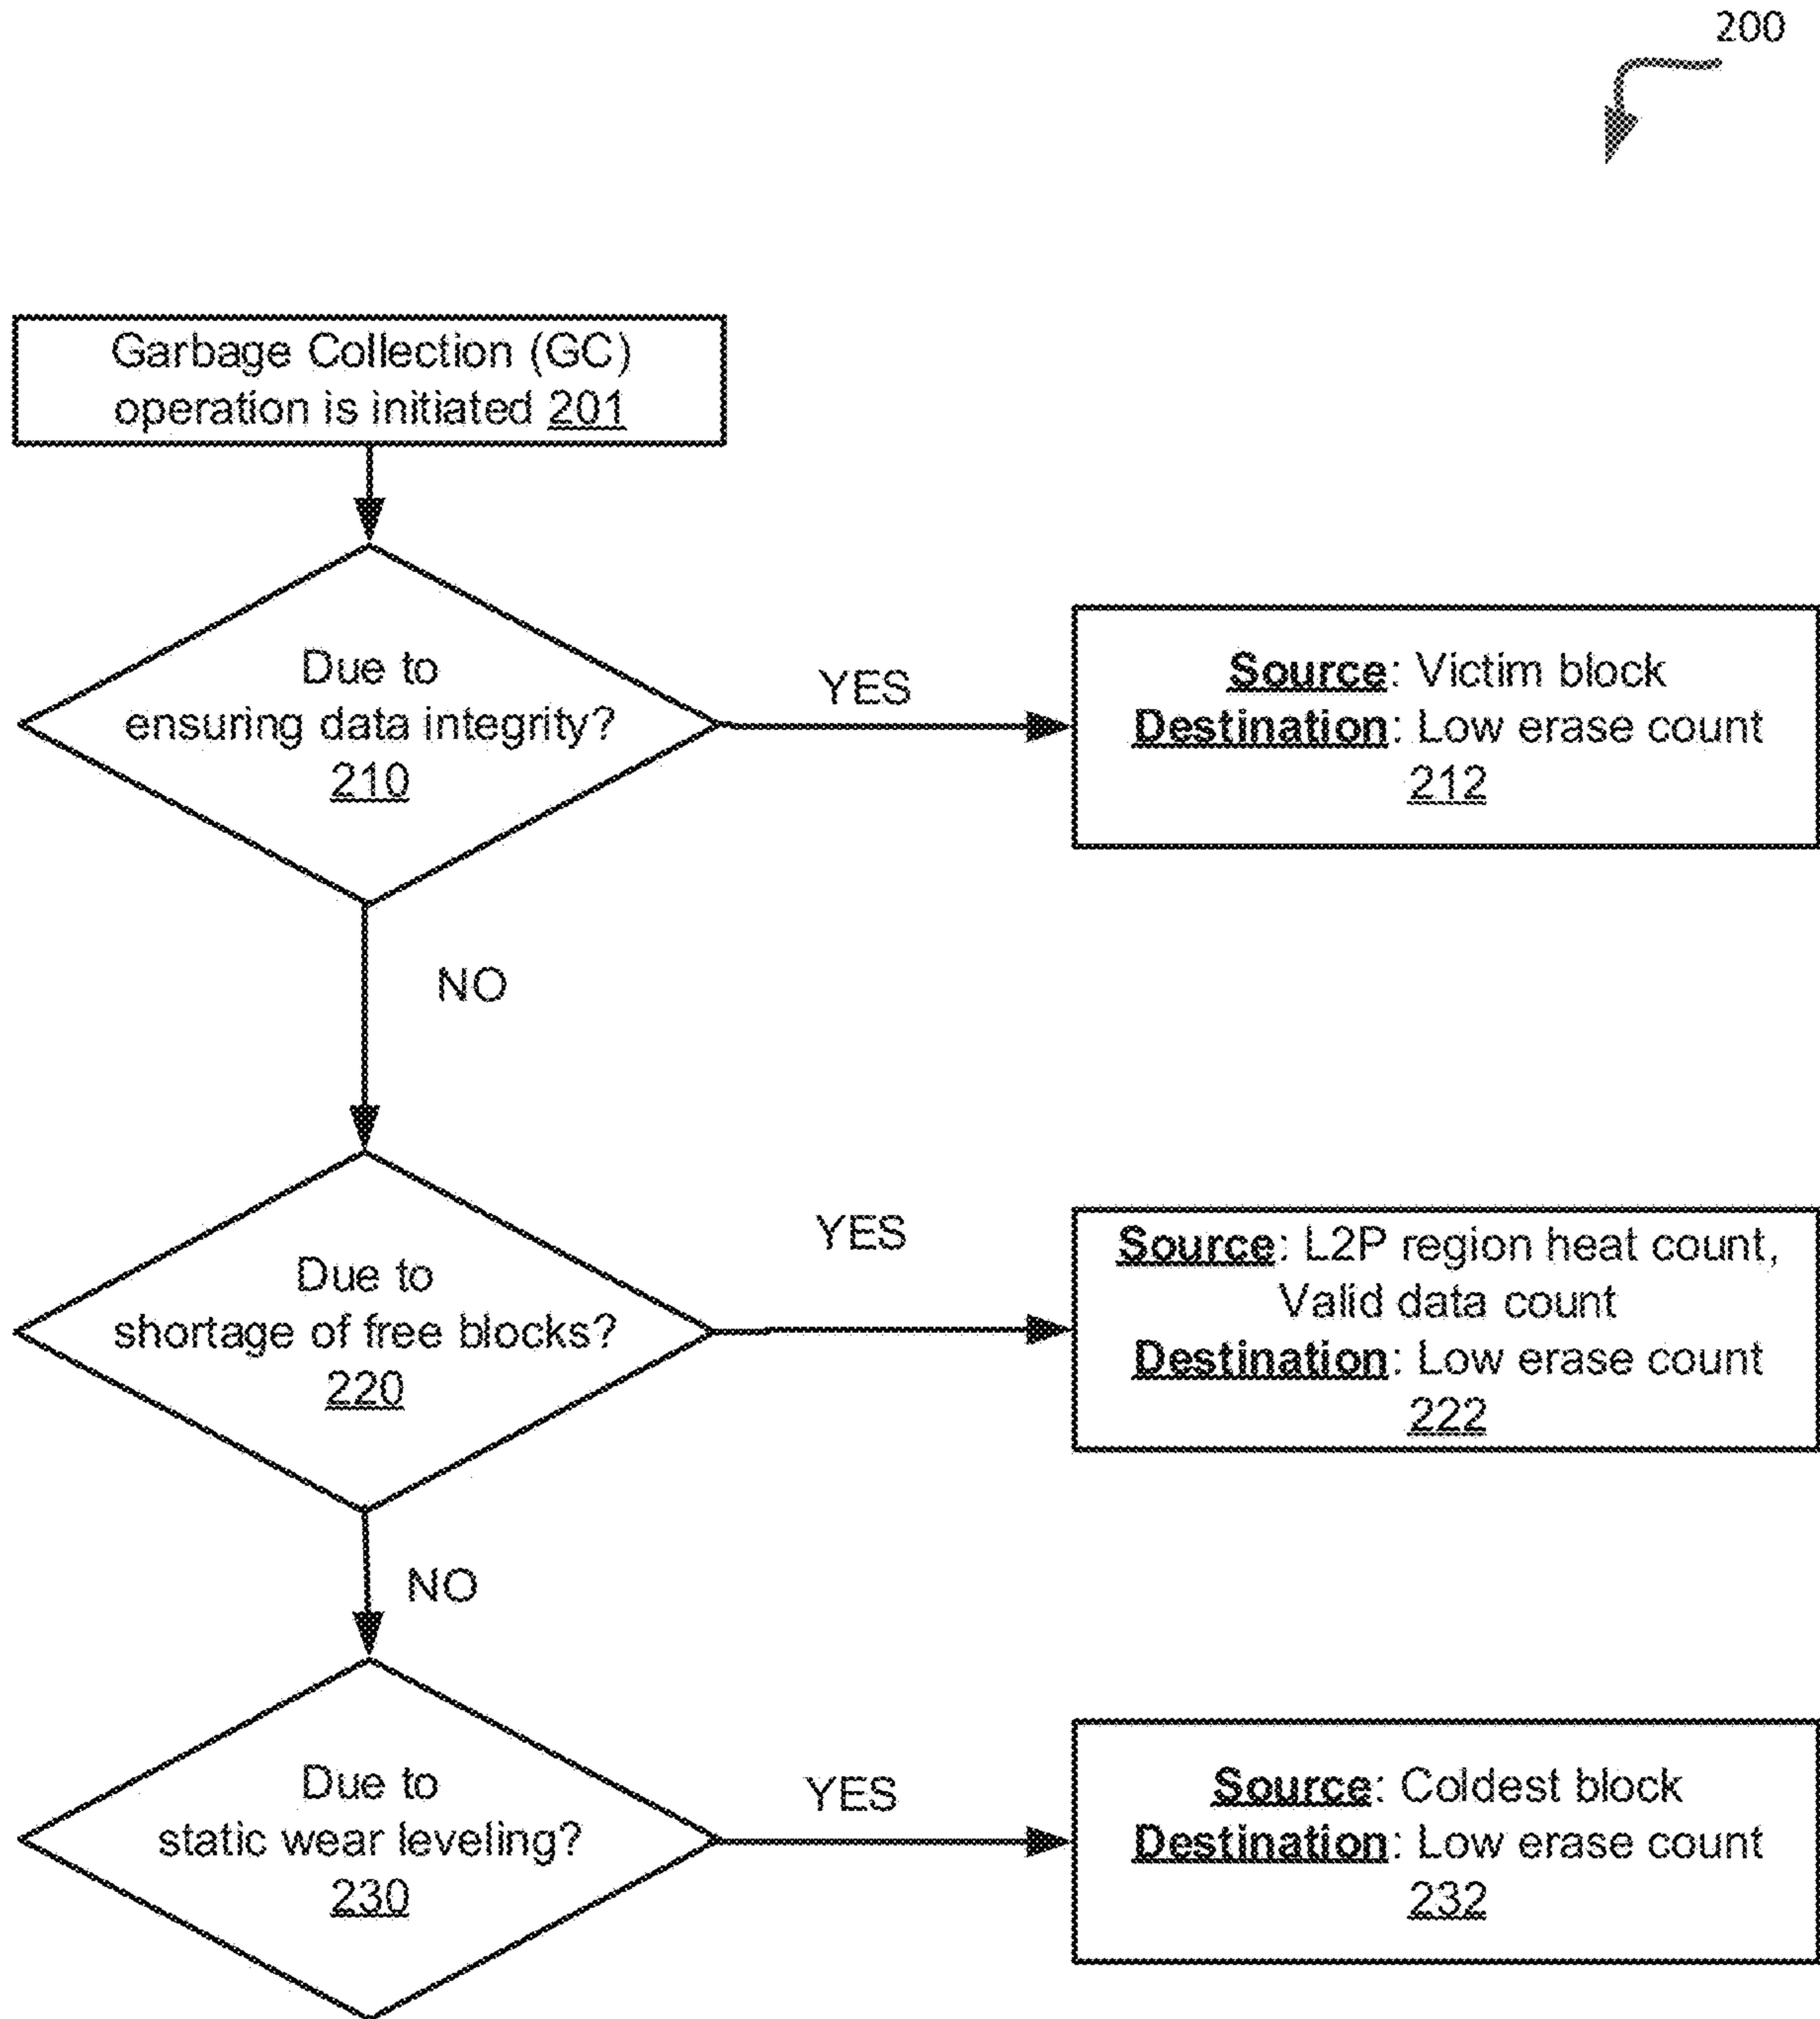 200
Garbage Collection (GC)
operation is initiated 201
Due to
ensuring data integrity?
210
YES
Source: Victim block
Destination: Low erase count
212
NO
Due to
shortage of free blocks?
220
YES
Source: L2P region heat count,
Valid data count
Destination: Low erase count
222
NO
Due to
static wear leveling?
230
YES
Source: Coldest block
Destination: Low erase count
232